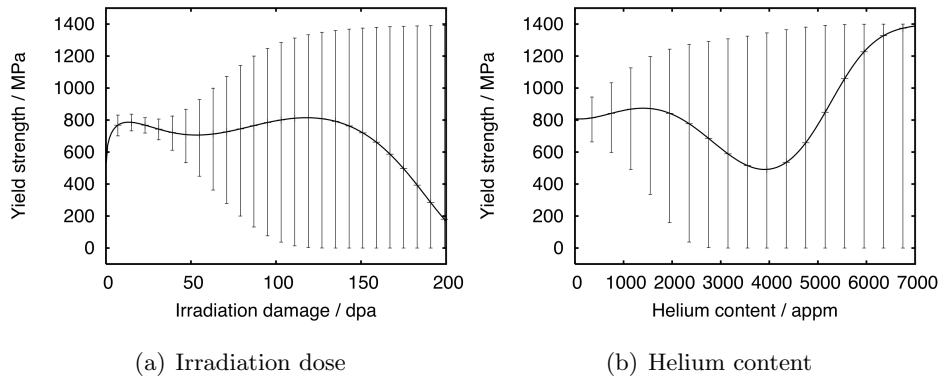 Yield strength / MPa
1400
1200
1000
800
600
400
200
0
0 50 100 150 200
Irradiation damage / dpa
(a) Irradiation dose
Yield strength / MPa
1400
1200
1000
800
600
400
200
0
0 1000 2000 3000 4000 5000 6000 7000
Helium content / appm
(b) Helium content